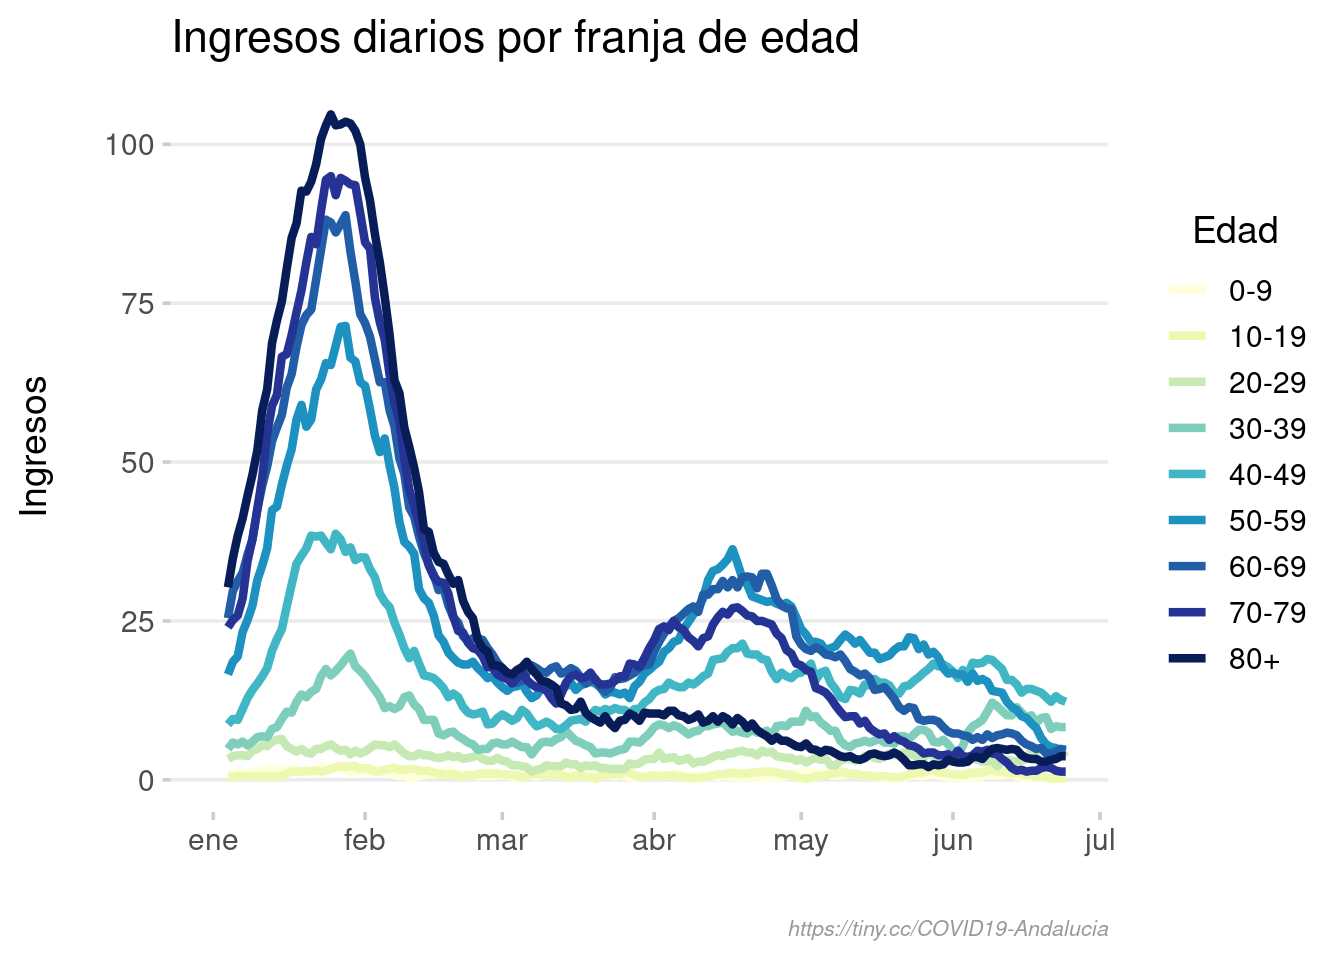 Ingresos diarios por franja de edad
Ingresos
100
75
50
25
0
ene feb mar abr may jun jul
Edad
0-9
10-19
20-29
30-39
40-49
50-59
60-69
70-79
80+
https://tiny.cc/COVID19-Andalucia